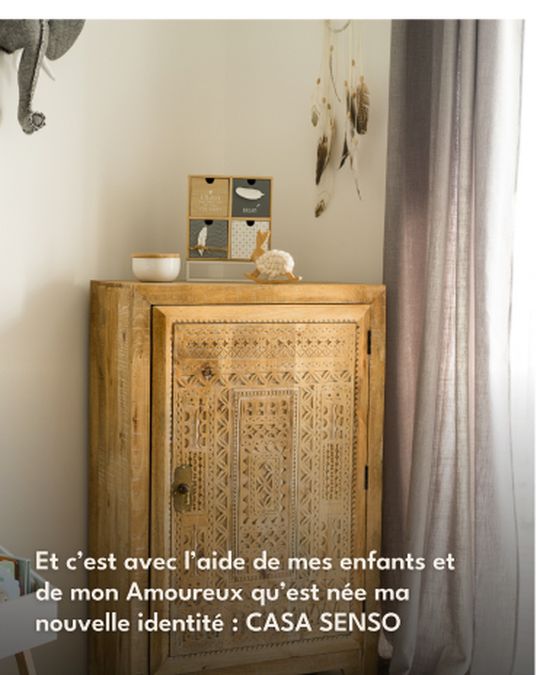 Et c’est avec l’aide de mes enfants et
de mon Amoureux qu’est née ma
nouvelle identité : CASA SENSO